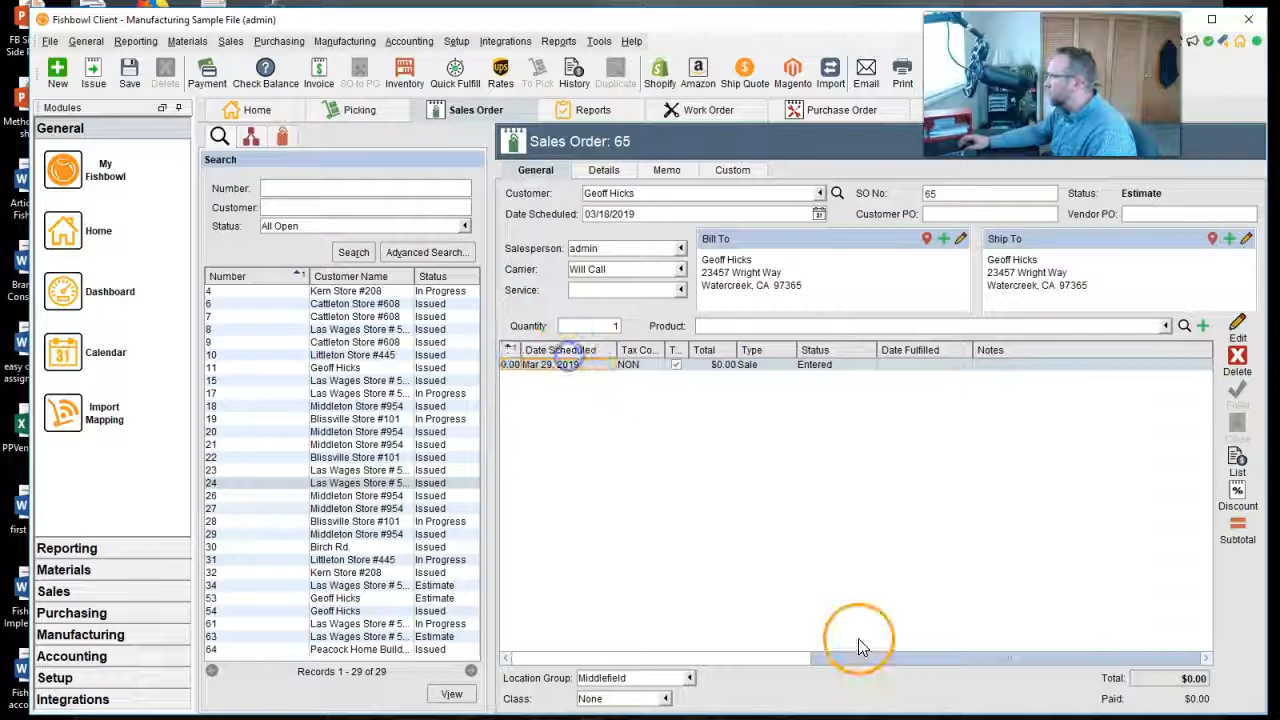 Fishbowl Client - Manufacturing Sample File (admin)
File General Reporting Materials Sales Purchasing Manufacturing Accounting Setup Integrations Reports Tools Help
New Issue Save Delete Payment Check Balance Invoice SO to PO Inventory Quick Fulfill Rates To Pick History Duplicate Shopify Amazon Ship Quote Magento Import Email Print
Modules
Home Picking Sales Order Reports Work Order Purchase Order
General
My Fishbowl
Home
Dashboard
Calendar
Import Mapping
Reporting
Materials
Sales
Purchasing
Manufacturing
Accounting
Setup
Integrations
Search
Number:
Customer:
Status: All Open
Search Advanced Search...
Number Customer Name Status
4 Kern Store #208 In Progress
6 Cattleton Store #608 Issued
7 Cattleton Store #608 Issued
8 Las Wages Store # 5... Issued
9 Cattleton Store #608 Issued
10 Littleton Store #445 Issued
11 Geoff Hicks Issued
15 Las Wages Store # 5... Issued
17 Las Wages Store # 5... In Progress
18 Middleton Store #954 Issued
19 Blissville Store #101 In Progress
20 Middleton Store #954 Issued
21 Middleton Store #954 Issued
22 Blissville Store #101 Issued
23 Las Wages Store # 5... Issued
24 Las Wages Store # 5... Issued
26 Middleton Store #954 Issued
27 Middleton Store #954 Issued
28 Blissville Store #101 In Progress
29 Middleton Store #954 Issued
30 Birch Rd. Issued
31 Littleton Store #445 In Progress
32 Kern Store #208 Issued
34 Las Wages Store # 5... Estimate
53 Geoff Hicks Estimate
54 Geoff Hicks Issued
61 Las Wages Store # 5... In Progress
63 Las Wages Store # 5... Estimate
64 Peacock Home Build... Issued
Records 1 - 29 of 29
View
Sales Order: 65
General Details Memo Custom
Customer: Geoff Hicks SO No: 65 Status: Estimate
Date Scheduled: 03/18/2019 Customer PO: Vendor PO:
Salesperson: admin
Carrier: Will Call
Service:
Bill To
Geoff Hicks
23457 Wright Way
Watercreek, CA 97365
Ship To
Geoff Hicks
23457 Wright Way
Watercreek, CA 97365
Quantity 1 Product:
Date Scheduled Tax Co... T... Total Type Status Date Fulfilled Notes
0.00 Mar 29, 2019 NON $0.00 Sale Entered
Edit
Delete
Close
List
Discount
Subtotal
Location Group: Middlefield
Class: None
Total: $0.00
Paid: $0.00